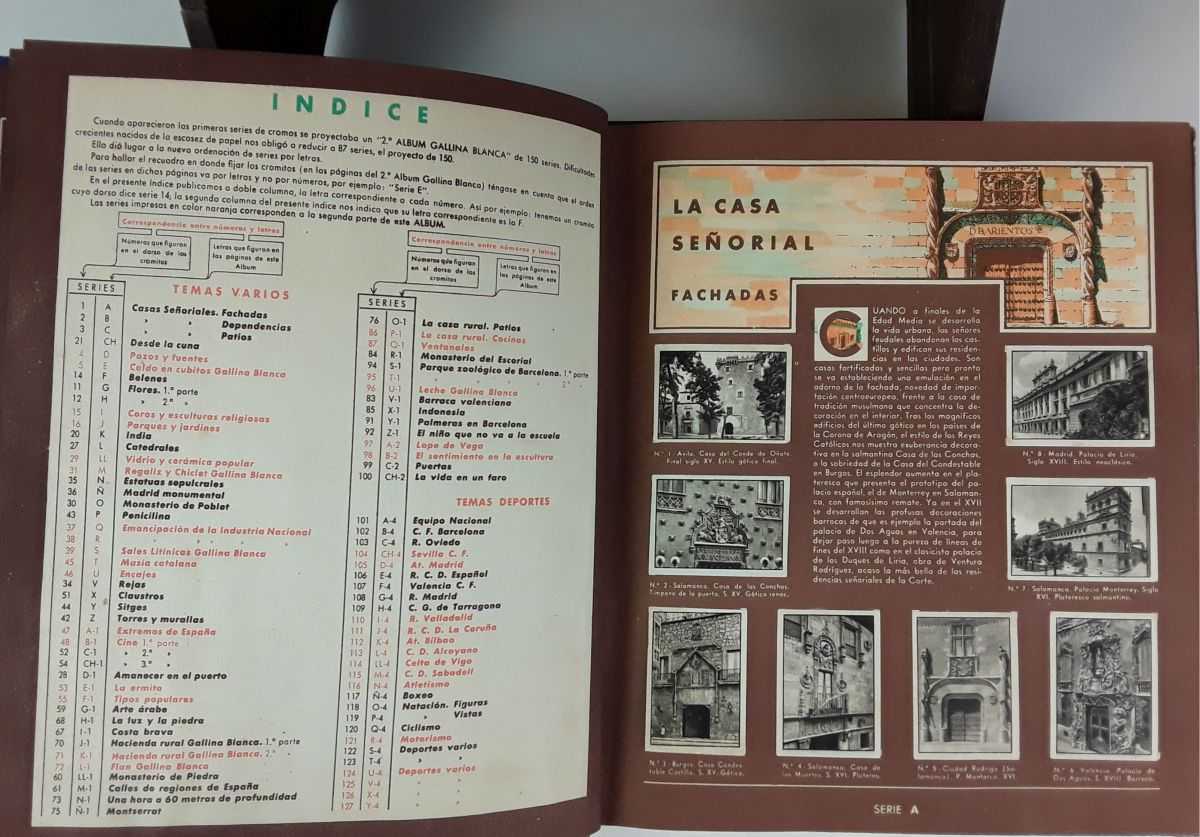 INDICE
Cuando aparecieron las primeras series de cromos se proyectaba un "2.º ALBUM GALLINA BLANCA" de 150 series. Dificultades
crecientes nacidas de la escasez de papel nos obligó a reducir a 87 series, el proyecto de 150.
Ello dió lugar a la nueva ordenación de series por letras.
Para hallar el recuadro en donde fijar los cromitos (en las páginas del 2.º Album Gallina Blanca) téngase en cuenta que el orden
de las series en dichas páginas va por letras y no por números, por ejemplo: "Serie E".
En el presente Indice publicamos a doble columna, la letra correspondiente a cada número. Así por ejemplo: tenemos un cromito
cuyo dorso dice serie 14; la segunda columna del presente índice nos indica que su letra correspondiente es la F.
Las series impresas en color naranja corresponden a la segunda parte de este ALBUM.
Correspondencia entre números y letras
Números que figuran
en el dorso de los
cromitos
Letras que figuran en
las páginas de este
Album
SERIES
TEMAS VARIOS
1 A Casas Señoriales. Fachadas
2 B » » Dependencias
3 C » » Patios
21 CH Desde la cuna
4 D Pozos y fuentes
5 E Caldo en cubitos Gallina Blanca
14 F Belenes
11 G Flores. 1.ª parte
12 H » 2.ª »
15 I Coros y esculturas religiosas
16 J Parques y jardines
20 K India
27 L Catedrales
29 LL Vidrio y cerámica popular
31 M Regaliz y Chiclet Gallina Blanca
35 N Estatuas sepulcrales
36 Ñ Madrid monumental
30 O Monasterio de Poblet
43 P Penicilina
37 Q Emancipación de la Industria Nacional
38 R » » » »
39 S Sales Litínicas Gallina Blanca
45 T Masía catalana
46 U Encajes
34 V Rejas
51 X Claustros
44 Y Sitges
42 Z Torres y murallas
47 A-1 Extremos de España
48 B-1 Cine 1.ª parte
52 C-1 » 2.ª »
54 CH-1 » 3.ª »
28 D-1 Amanecer en el puerto
53 E-1 La ermita
55 F-1 Tipos populares
59 G-1 Arte árabe
68 H-1 La luz y la piedra
67 I-1 Costa brava
70 J-1 Hacienda rural Gallina Blanca. 1.ª parte
71 K-1 Hacienda rural Gallina Blanca. 2.ª »
72 L-1 Flan Gallina Blanca
60 LL-1 Monasterio de Piedra
61 M-1 Calles de regiones de España
73 N-1 Una hora a 60 metros de profundidad
75 Ñ-1 Montserrat
Correspondencia entre números y letras
Números que figuran
en el dorso de los
cromitos
Letras que figuran
en las páginas de este
Album
SERIES
76 O-1 La casa rural. Patios
86 P-1 La casa rural. Cocinas
87 Q-1 Ventanales
84 R-1 Monasterio del Escorial
94 S-1 Parque zoológico de Barcelona. 1.ª parte
95 T-1 » » » 2.ª »
96 U-1 Leche Gallina Blanca
83 V-1 Barraca valenciana
85 X-1 Indonesia
91 Y-1 Palmeras en Barcelona
92 Z-1 El niño que no va a la escuela
97 A-2 Lope de Vega
98 B-2 El sentimiento en la escultura
99 C-2 Puertas
100 CH-2 La vida en un faro
TEMAS DEPORTES
101 A-4 Equipo Nacional
102 B-4 C. F. Barcelona
103 C-4 R. Oviedo
104 CH-4 Sevilla C. F.
105 D-4 At. Madrid
106 E-4 R. C. D. Español
107 F-4 Valencia C. F.
108 G-4 R. Madrid
109 H-4 C. G. de Tarragona
110 I-4 R. Valladolid
111 J-4 R. C. D. La Coruña
112 K-4 At. Bilbao
113 L-4 C. D. Alcoyano
114 LL-4 Celta de Vigo
115 M-4 C. D. Sabadell
116 N-4 Atletismo
117 Ñ-4 Boxeo
118 O-4 Natación. Figuras
119 P-4 » Vistas
120 Q-4 Ciclismo
121 R-4 Motorismo
122 S-4 Deportes varios
123 T-4 » »
124 U-4 Deportes varios
125 V-4 » »
126 X-4 » »
127 Y-4 » »
LA CASA
SEÑORIAL
FACHADAS
D BARIENTOS
CUANDO a finales de la
Edad Media se desarrolla
la vida urbana, los señores
feudales abandonan los cas-
tillos y edifican sus residen-
cias en las ciudades. Son
casas fortificadas y sencillas pero pronto
se va estableciendo una emulación en el
adorno de la fachada, novedad de impor-
tación centroeuropea, frente a la casa de
tradición musulmana que concentra la de-
coración en el interior. Tras los magníficos
edificios del último gótico en los países de
la Corona de Aragón, el estilo de los Reyes
Católicos nos muestra exuberancia decora-
tiva en la salmantina Casa de las Conchas,
o la sobriedad de la Casa del Condestable
en Burgos. El esplendor aumenta en el pla-
teresco que presenta el prototipo del pa-
lacio español, el de Monterrey en Salaman-
ca, con famosísimo remate. Ya en el XVII
se desarrollan las profusas decoraciones
barrocas de que es ejemplo la portada del
palacio de Dos Aguas en Valencia, para
dejar paso luego a la pureza de líneas de
fines del XVIII como en el clasicista palacio
de los Duques de Liria, obra de Ventura
Rodríguez, acaso la más bella de las resi-
dencias señoriales de la Corte.
N.º 1 - Avila. Casa del Conde de Oñate.
Final siglo XV. Estilo gótico final.
N.º 8 - Madrid. Palacio de Liria.
Siglo XVIII. Estilo neoclásico.
N.º 2 - Salamanca. Casa de las Conchas.
Tímpano de la puerta. S. XV. Gótico renac.
N.º 7 - Salamanca. Palacio Monterrey. Siglo
XVI. Plateresco salmantino.
N.º 3 - Burgos. Casa Condes-
table Castilla. S. XV. Gótico.
N.º 4 - Salamanca. Casa de
las Muertes. S. XVI. Plateres.
N.º 5 - Ciudad Rodrigo (Sa-
lamanca). P. Montarco. XVI.
N.º 6 - Valencia. Palacio de
Dos Aguas. S. XVIII. Barroco.
SERIE A